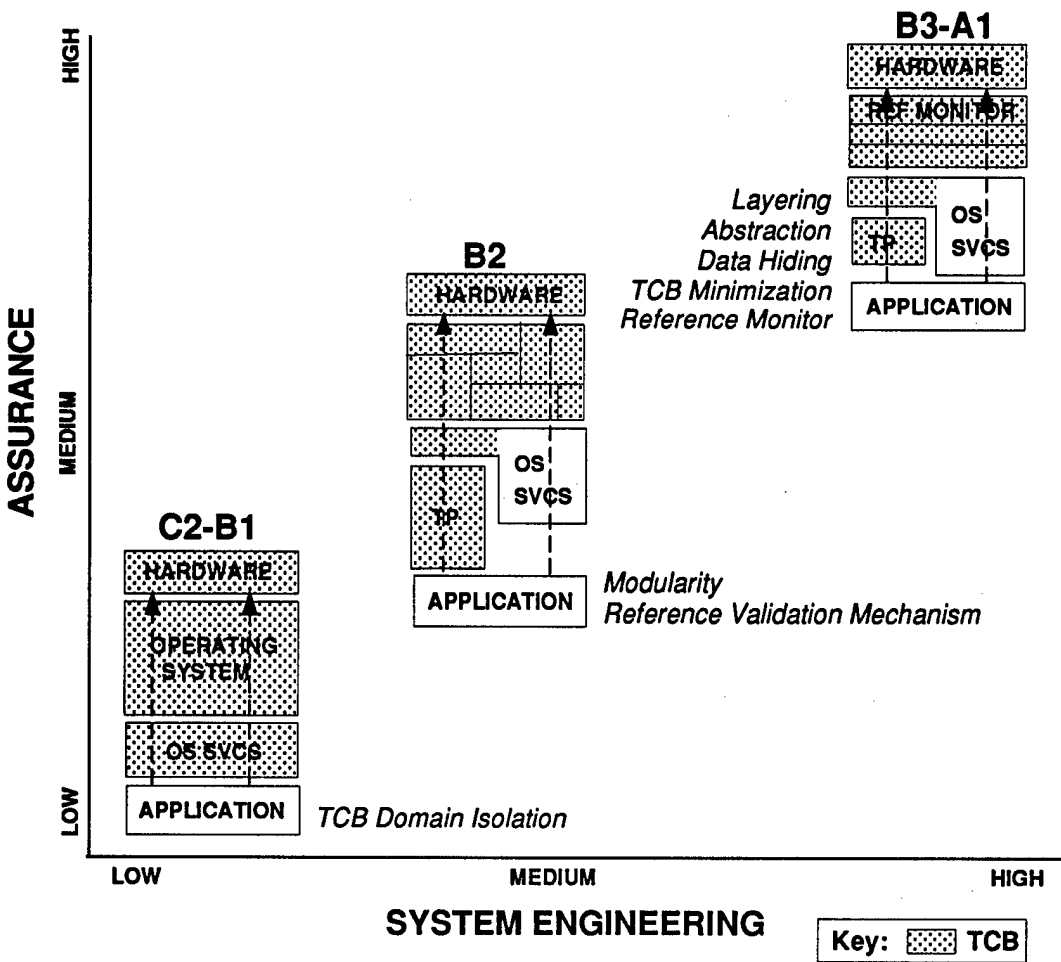 B3-A1
HARDWARE
REF MONITOR
OS
SVCS
TP
APPLICATION
Layering
Abstraction
Data Hiding
TCB Minimization
Reference Monitor
B2
HARDWARE
OS
SVCS
TP
APPLICATION
Modularity
Reference Validation Mechanism
C2-B1
HARDWARE
OPERATING
SYSTEM
OS SVCS
APPLICATION
TCB Domain Isolation
ASSURANCE
HIGH
MEDIUM
LOW
LOW MEDIUM HIGH
SYSTEM ENGINEERING
Key: TCB